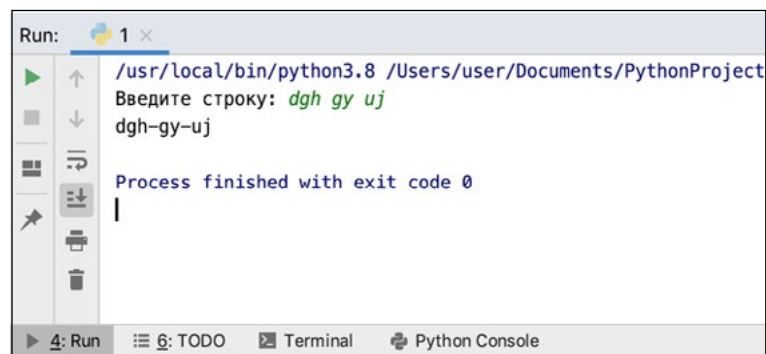 Run: 1 ×
/usr/local/bin/python3.8 /Users/user/Documents/PythonProject
Введите строку: dgh gy uj
dgh-gy-uj
Process finished with exit code 0
4: Run 6: TODO Terminal Python Console